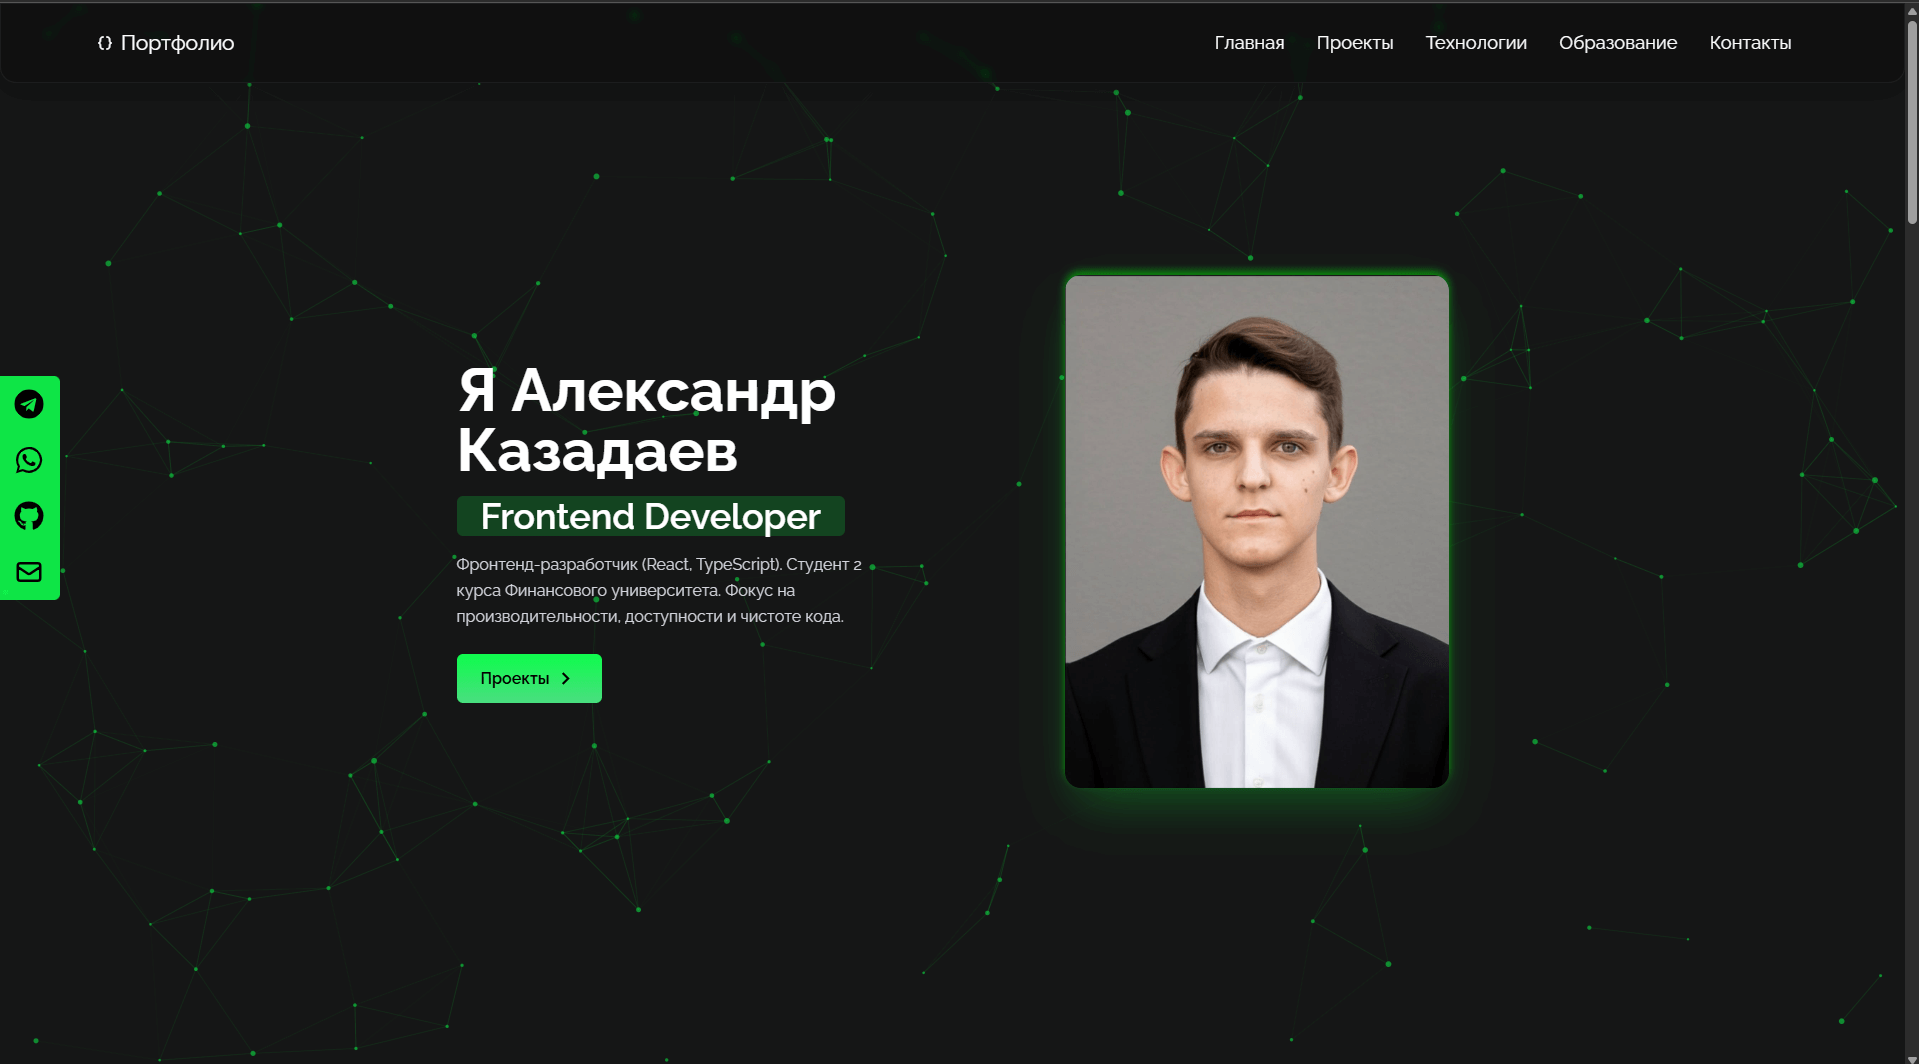 {} Портфолио
Главная Проекты Технологии Образование Контакты
Я Александр
Казадаев
Frontend Developer
Фронтенд-разработчик (React, TypeScript). Студент 2
курса Финансового университета. Фокус на
производительности, доступности и чистоте кода.
Проекты